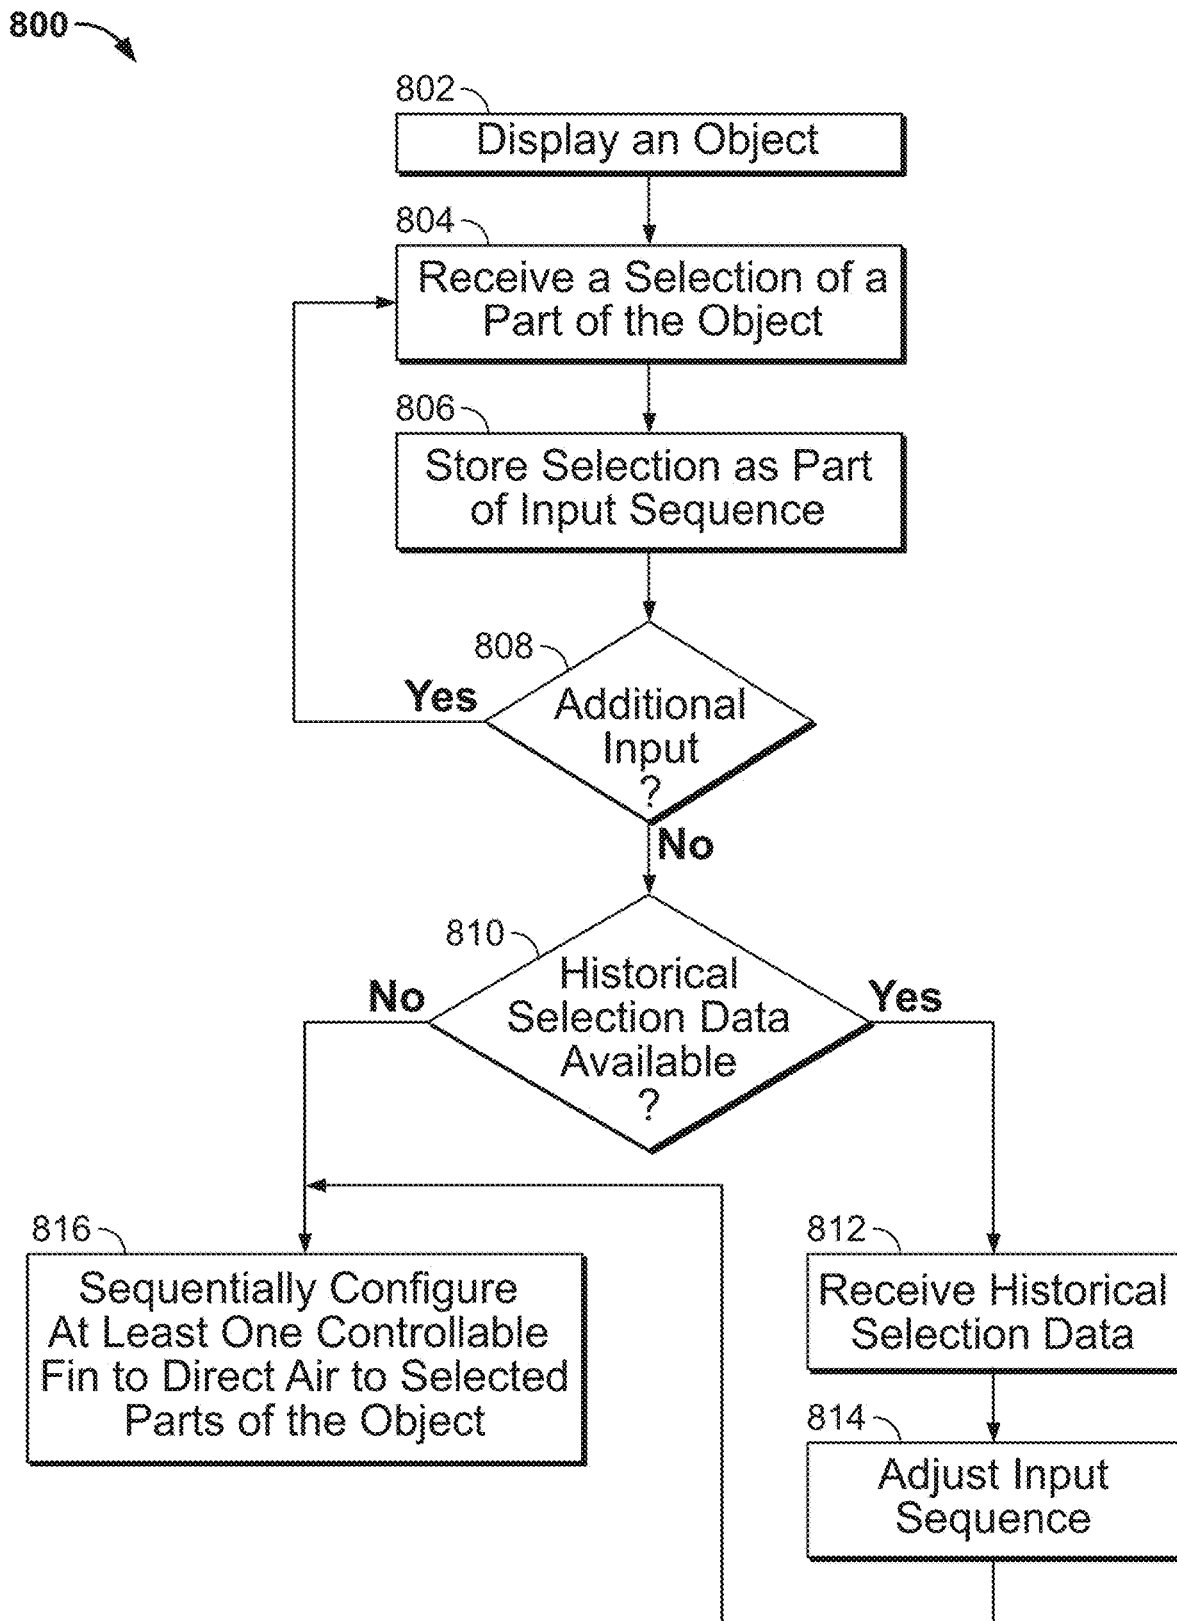 800
802
Display an Object
804
Receive a Selection of a
Part of the Object
806
Store Selection as Part
of Input Sequence
808
Yes
Additional
Input
?
No
810
No
Historical
Selection Data
Available
?
Yes
816
Sequentially Configure
At Least One Controllable
Fin to Direct Air to Selected
Parts of the Object
812
Receive Historical
Selection Data
814
Adjust Input
Sequence